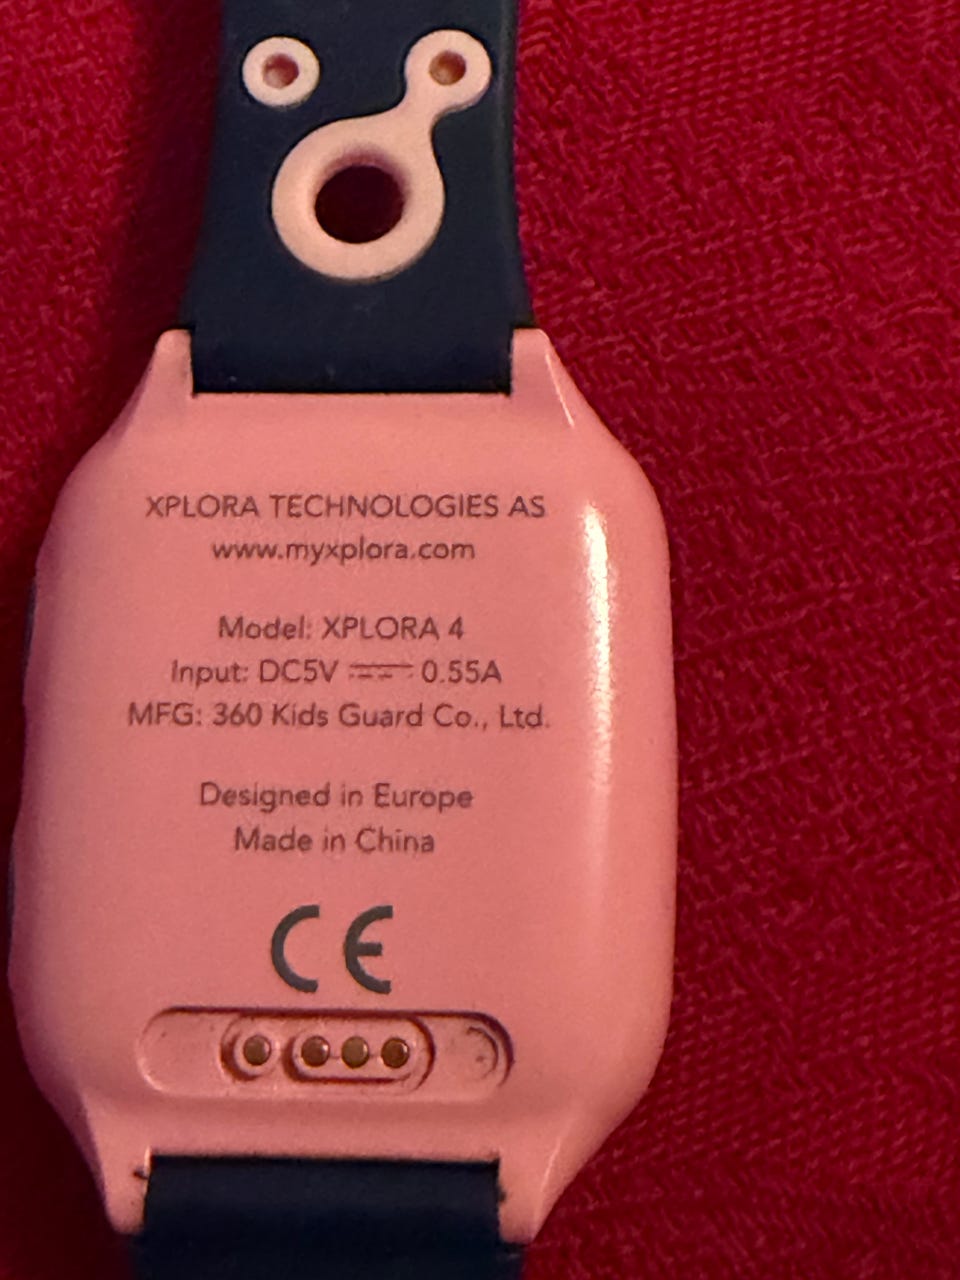 XPLORA TECHNOLOGIES AS
www.myxplora.com
Model: XPLORA 4
Input: DC5V ⎓ 0.55A
MFG: 360 Kids Guard Co., Ltd.
Designed in Europe
Made in China
CE